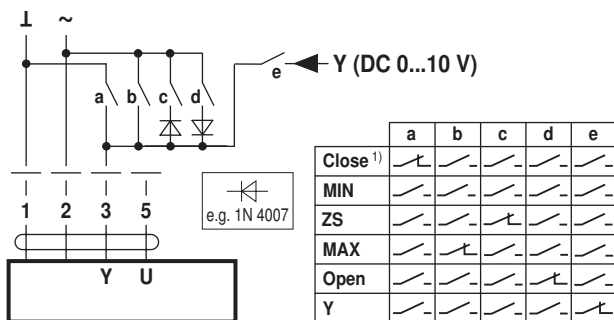 ⊥ ~
e Y (DC 0...10 V)
a b c d
1 2 3 5
e.g. 1N 4007
Y U
a b c d e
Close 1)
MIN
ZS
MAX
Open
Y